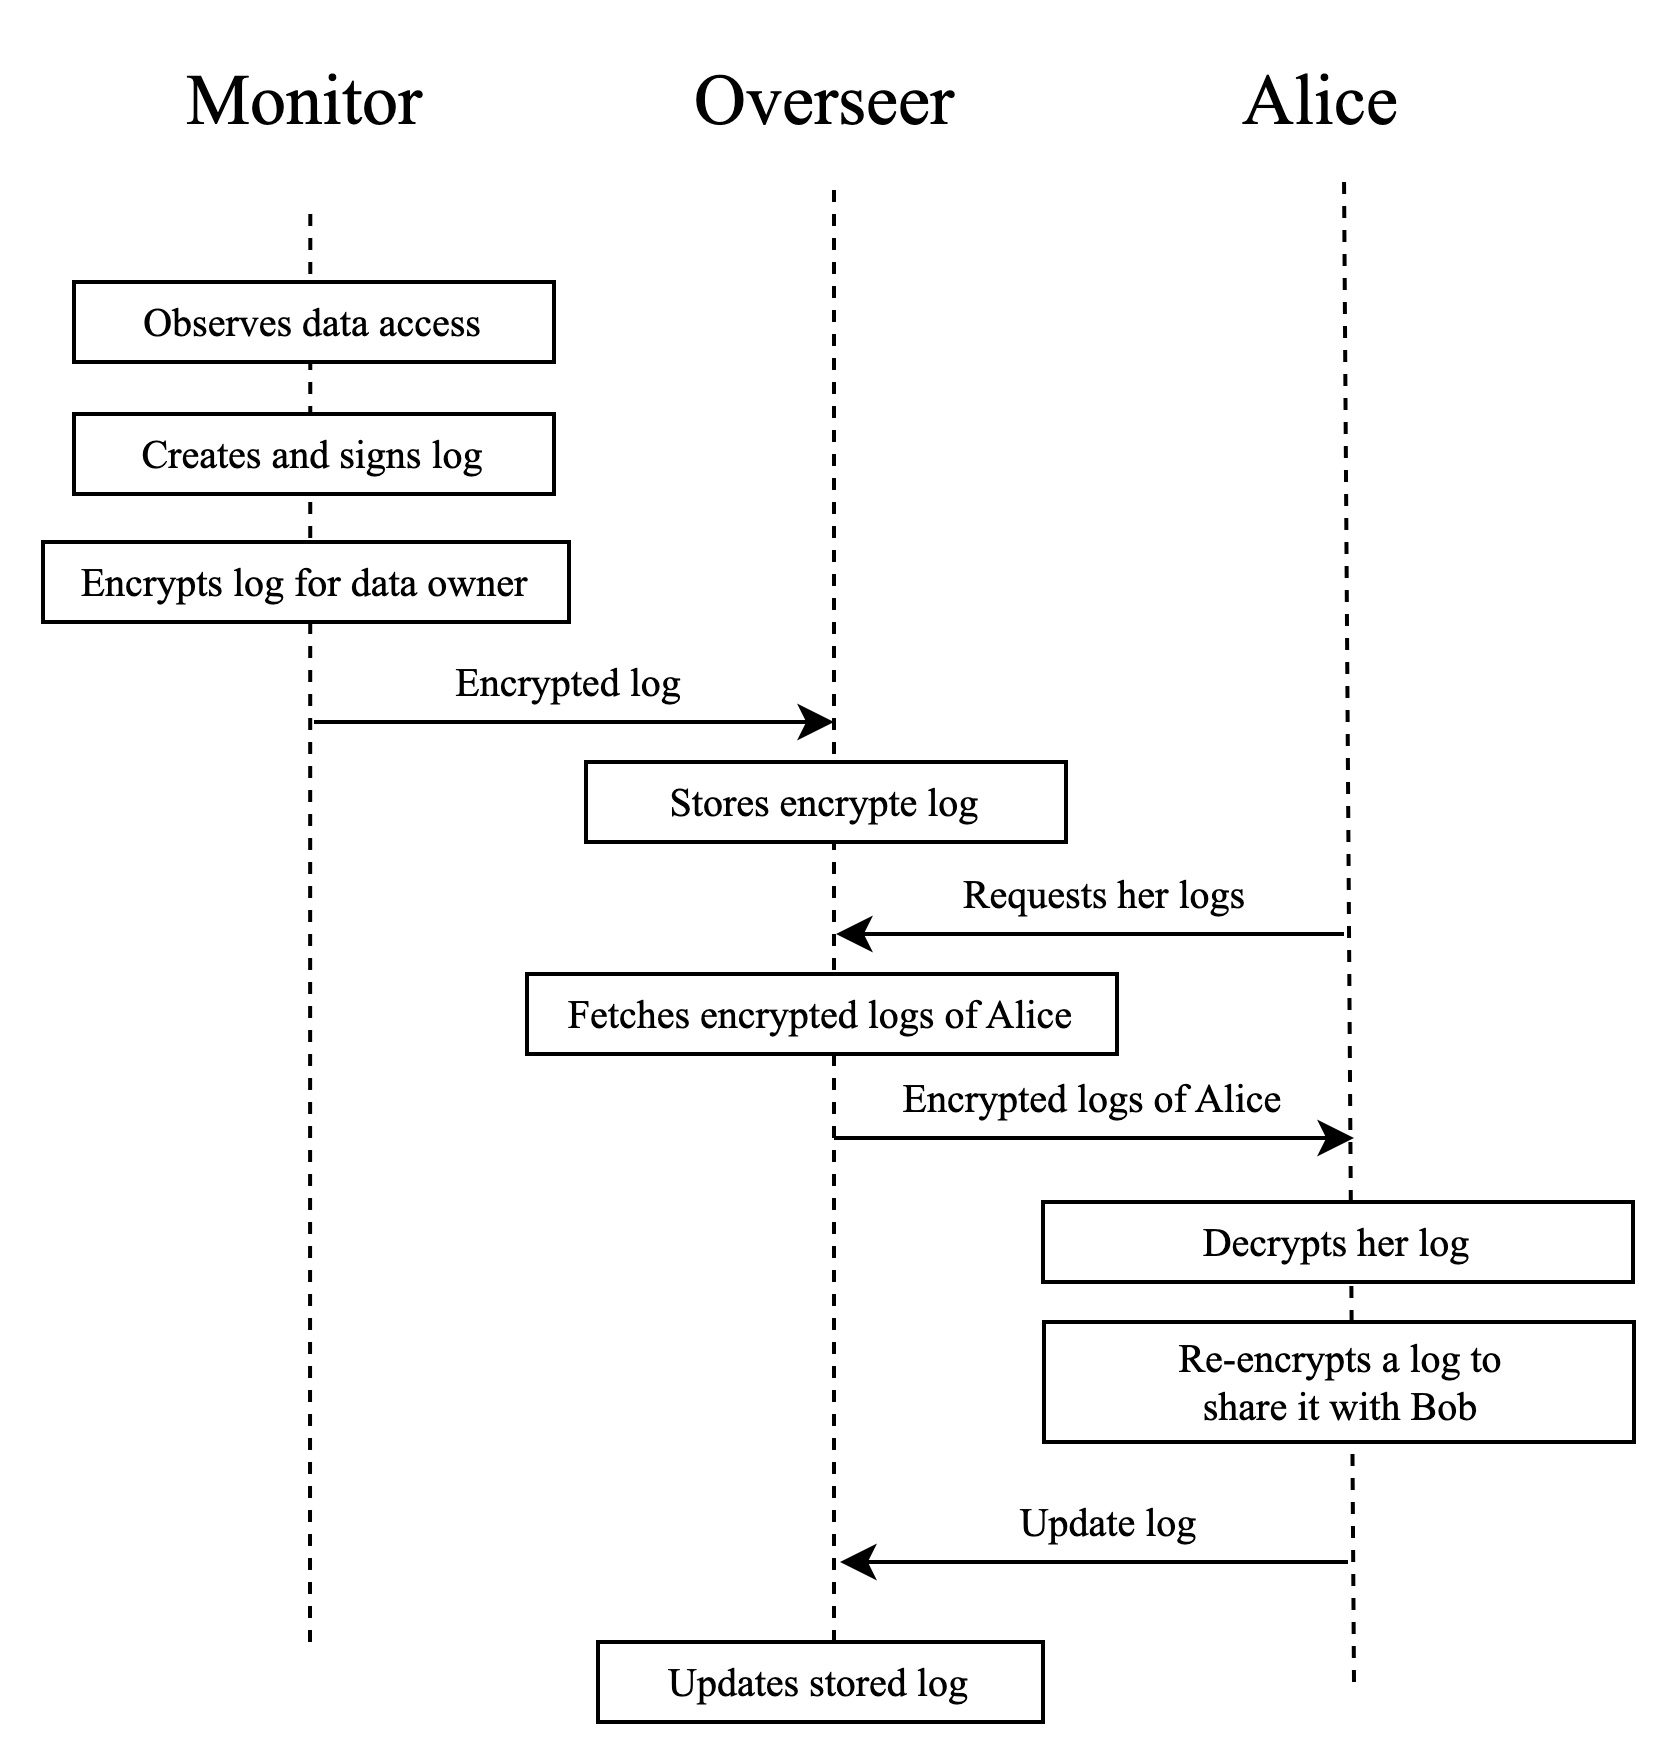 Monitor
Overseer
Alice
Observes data access
Creates and signs log
Encrypts log for data owner
Encrypted log
Stores encrypte log
Requests her logs
Fetches encrypted logs of Alice
Encrypted logs of Alice
Decrypts her log
Re-encrypts a log to
share it with Bob
Update log
Updates stored log